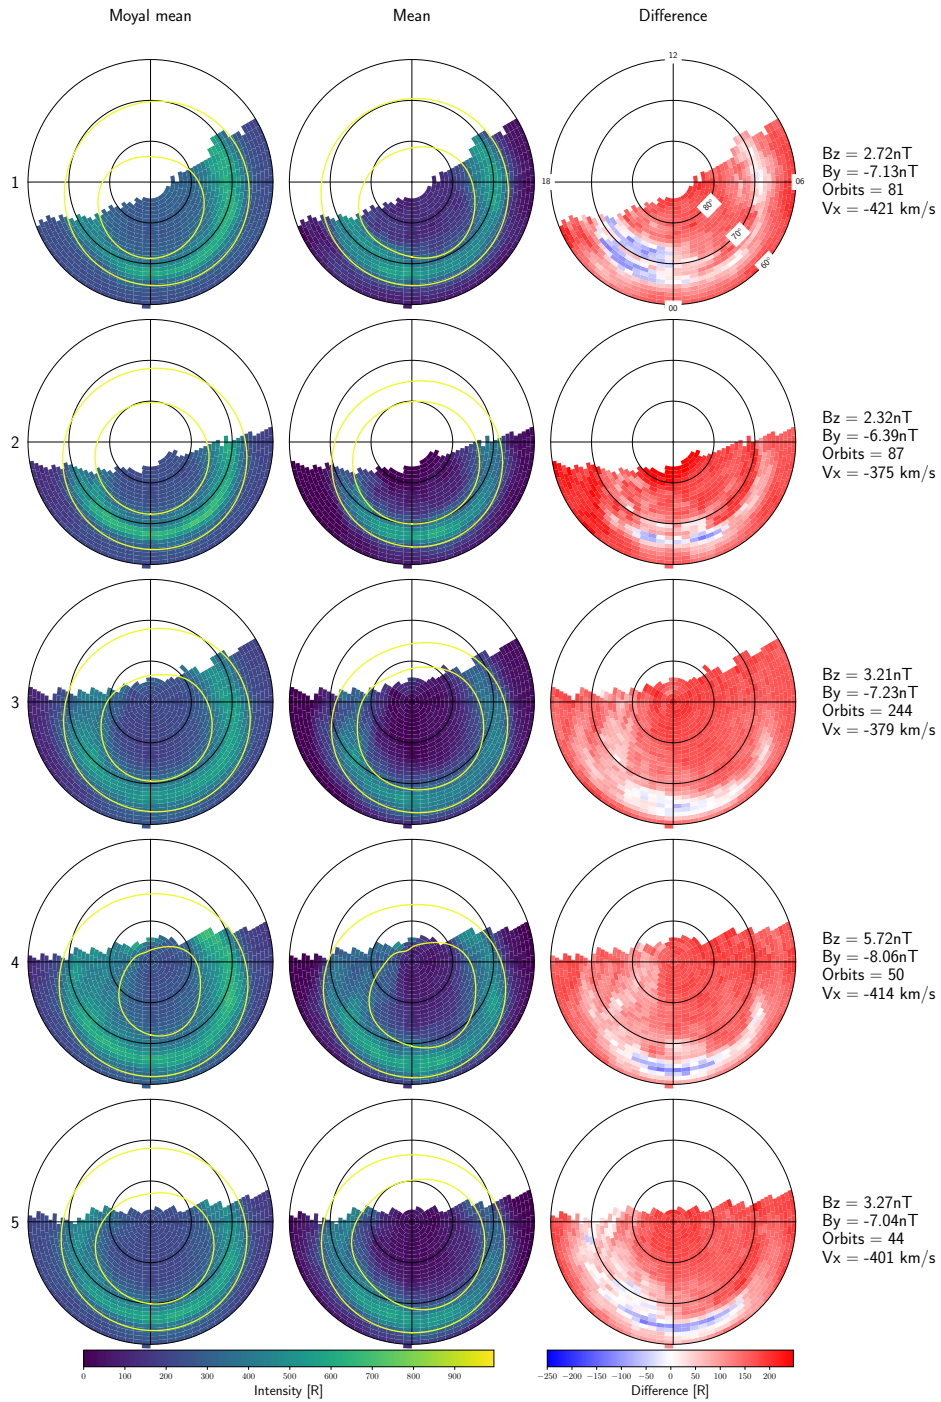 Moyal mean
Mean
Difference
12
1
18
06
80°
70°
60°
00
Bz = 2.72nT
By = -7.13nT
Orbits = 81
Vx = -421 km/s
2
Bz = 2.32nT
By = -6.39nT
Orbits = 87
Vx = -375 km/s
3
Bz = 3.21nT
By = -7.23nT
Orbits = 244
Vx = -379 km/s
4
Bz = 5.72nT
By = -8.06nT
Orbits = 50
Vx = -414 km/s
5
Bz = 3.27nT
By = -7.04nT
Orbits = 44
Vx = -401 km/s
0 100 200 300 400 500 600 700 800 900
Intensity [R]
−250 −200 −150 −100 −50 0 50 100 150 200
Difference [R]